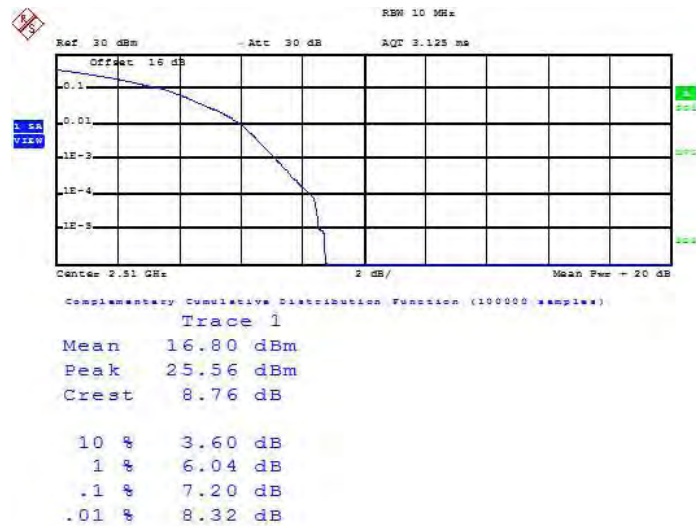 RBW 10 MHz
R/S
Ref 30 dBm Att 30 dB AQT 3.125 ms
Offset 16 dB
0.1
0.01
1E-3
1E-4
1E-5
1 SA
VIEW
Center 2.51 GHz 2 dB/ Mean Pwr + 20 dB
Complementary Cumulative Distribution Function (100000 samples)
Trace 1
Mean 16.80 dBm
Peak 25.56 dBm
Crest 8.76 dB
10 % 3.60 dB
1 % 6.04 dB
.1 % 7.20 dB
.01 % 8.32 dB